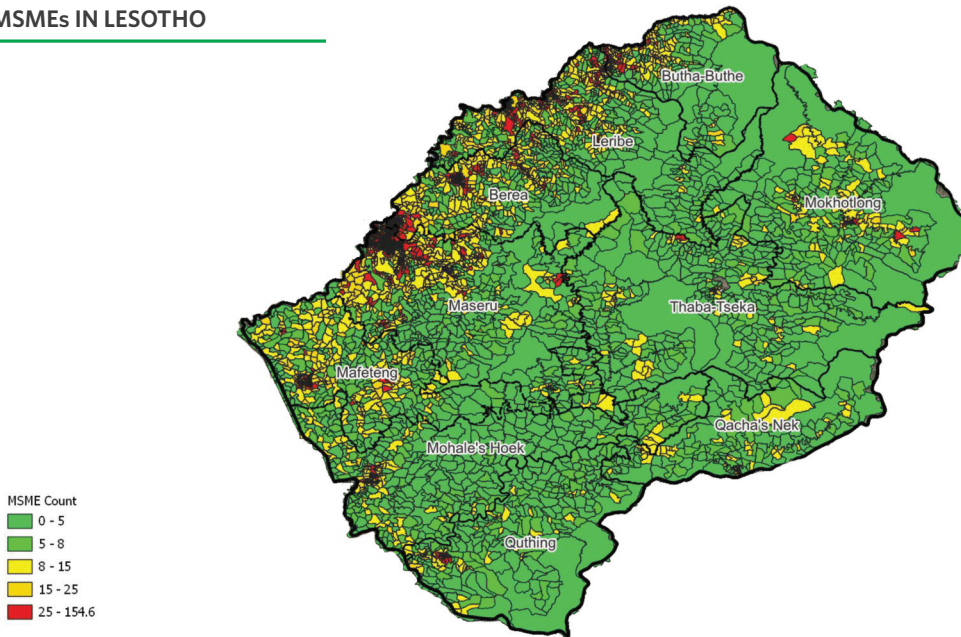 MSMEs IN LESOTHO
Butha-Buthe
Leribe
Berea
Mokhotlong
Maseru
Thaba-Tseka
Mafeteng
Qacha's Nek
Mohale's Hoek
Quthing
MSME Count
0 - 5
5 - 8
8 - 15
15 - 25
25 - 154.6